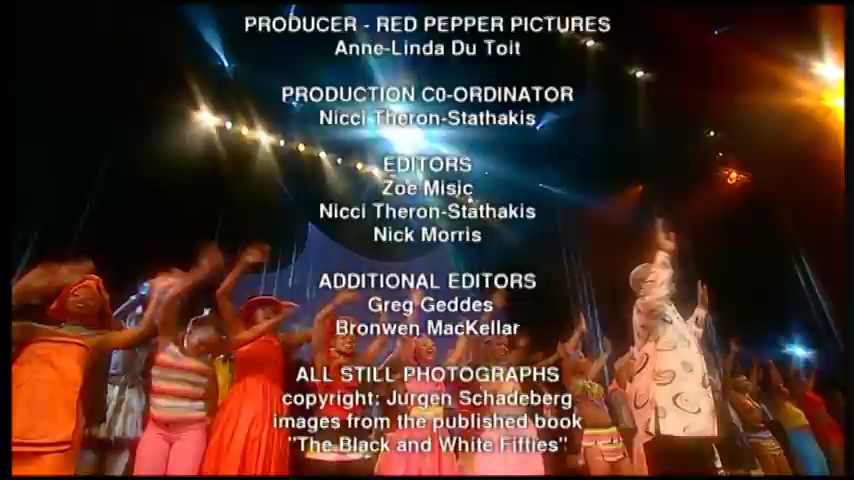 PRODUCER - RED PEPPER PICTURES
Anne-Linda Du Toit
PRODUCTION C0-ORDINATOR
Nicci Theron-Stathakis
EDITORS
Zoe Misic
Nicci Theron-Stathakis
Nick Morris
ADDITIONAL EDITORS
Greg Geddes
Bronwen MacKellar
ALL STILL PHOTOGRAPHS
copyright: Jurgen Schadeberg
images from the published book
"The Black and White Fifties"